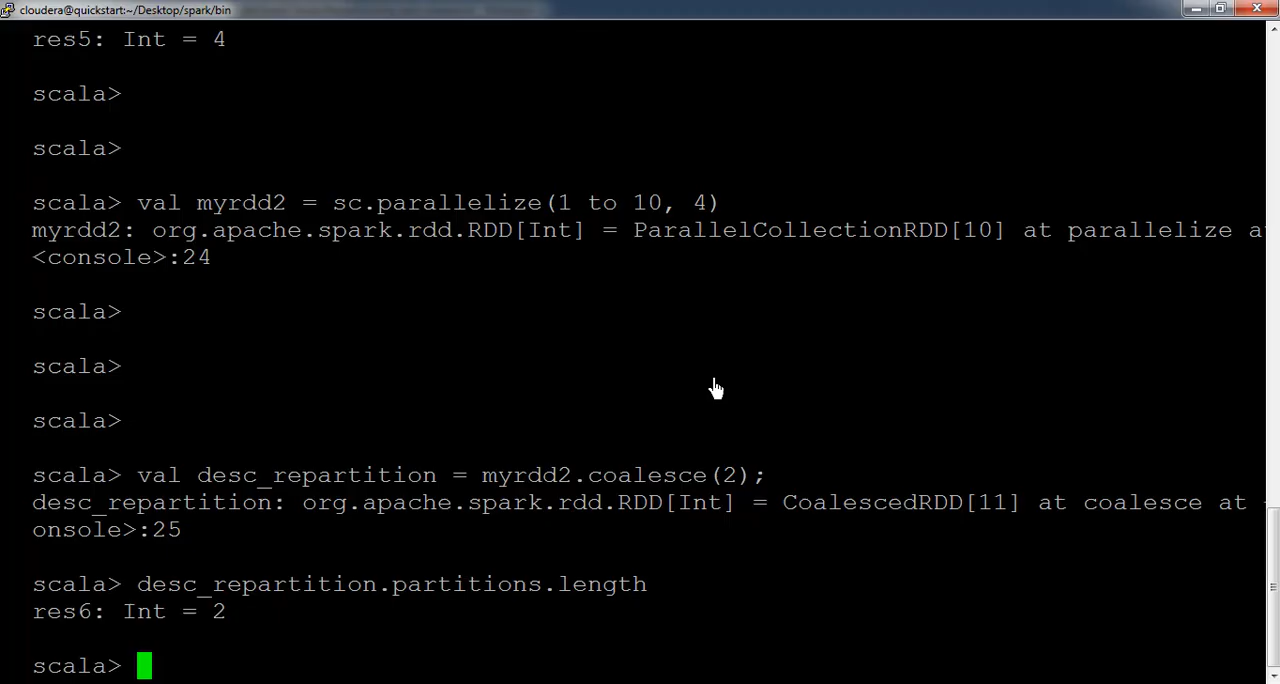 cloudera@quickstart:~/Desktop/spark/bin
res5: Int = 4
scala>
scala>
scala> val myrdd2 = sc.parallelize(1 to 10, 4)
myrdd2: org.apache.spark.rdd.RDD[Int] = ParallelCollectionRDD[10] at parallelize a
<console>:24
scala>
scala>
scala>
scala> val desc_repartition = myrdd2.coalesce(2);
desc_repartition: org.apache.spark.rdd.RDD[Int] = CoalescedRDD[11] at coalesce at
onsole>:25
scala> desc_repartition.partitions.length
res6: Int = 2
scala>